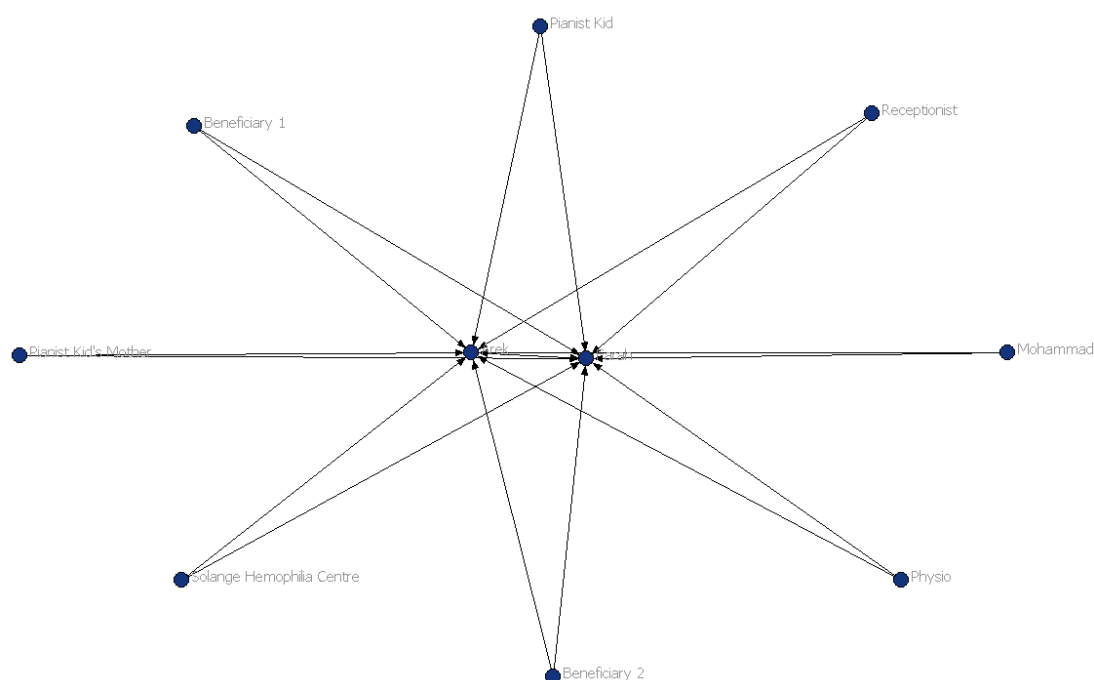 Pianist Kid
Receptionist
Beneficiary 1
Pianist Kid's Mother
Mohammad
Solange Hemophilia Centre
Physio
Beneficiary 2